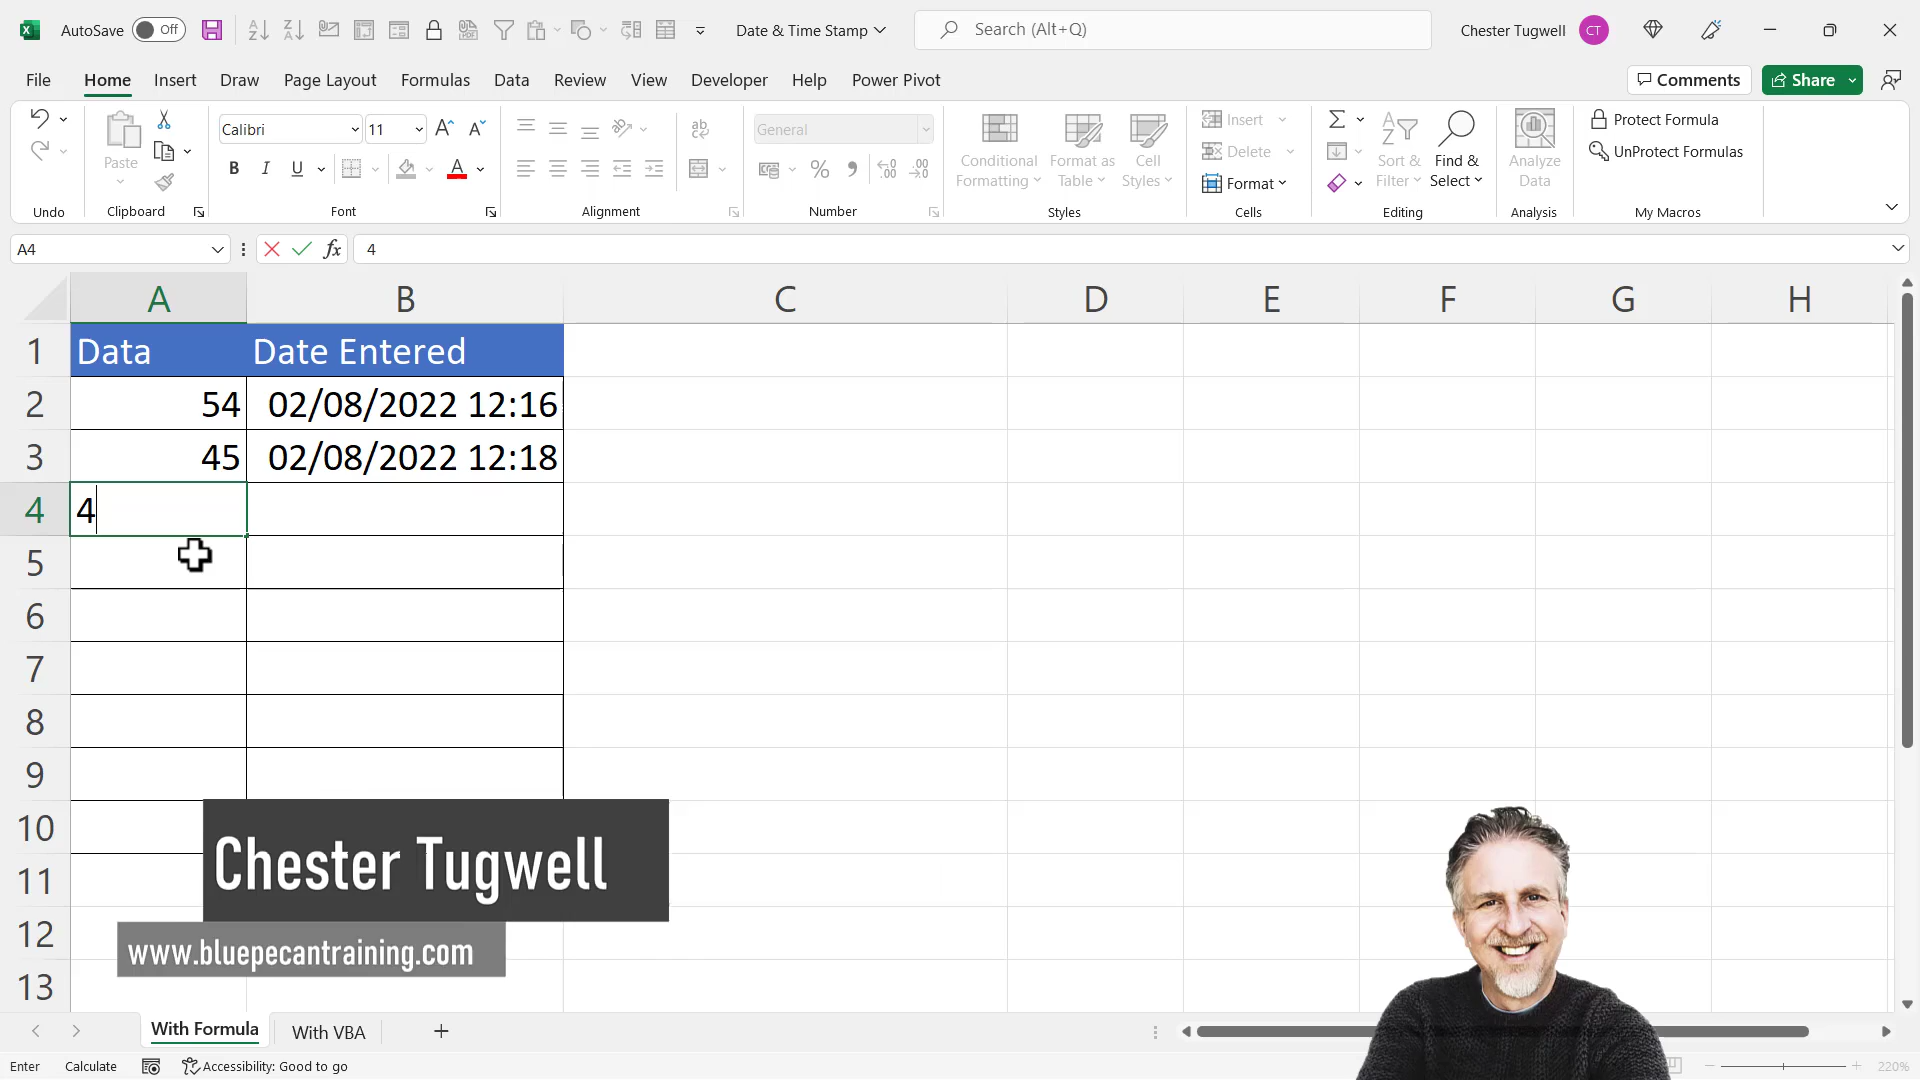 AutoSave Off
Date & Time Stamp
Search (Alt+Q)
Chester Tugwell CT
File Home Insert Draw Page Layout Formulas Data Review View Developer Help Power Pivot
Comments Share
Calibri 11
General
Insert
Protect Formula
Paste
Conditional Formatting
Format as Table
Cell Styles
Delete
Sort & Filter
Find & Select
Analyze Data
UnProtect Formulas
Format
Undo Clipboard Font Alignment Number Styles Cells Editing Analysis My Macros
A4 fx 4
A B C D E F G H
1 Data Date Entered
2 54 02/08/2022 12:16
3 45 02/08/2022 12:18
4 4
5
6
7
8
9
10
11
12
13
Chester Tugwell
www.bluepecantraining.com
With Formula With VBA
Enter Calculate Accessibility: Good to go 220%